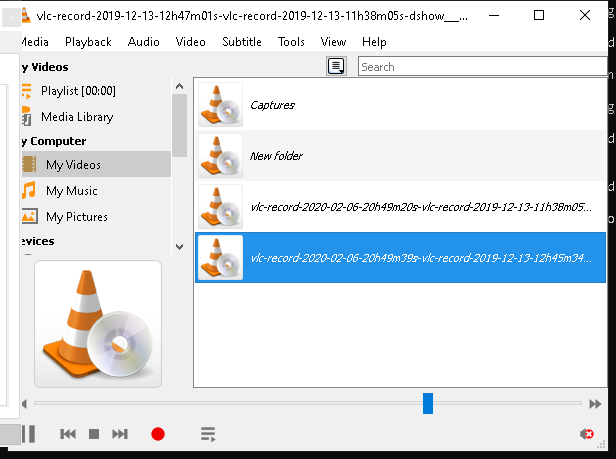 vlc-record-2019-12-13-12h47m01s-vlc-record-2019-12-13-11h38m05s-dshow__...
Media Playback Audio Video Subtitle Tools View Help
y Videos
Search
Playlist [00:00]
Media Library
y Computer
My Videos
My Music
My Pictures
evices
Captures
New folder
vlc-record-2020-02-06-20h49m20s-vlc-record-2019-12-13-11h38m05...
vlc-record-2020-02-06-20h49m39s-vlc-record-2019-12-13-12h45m34...